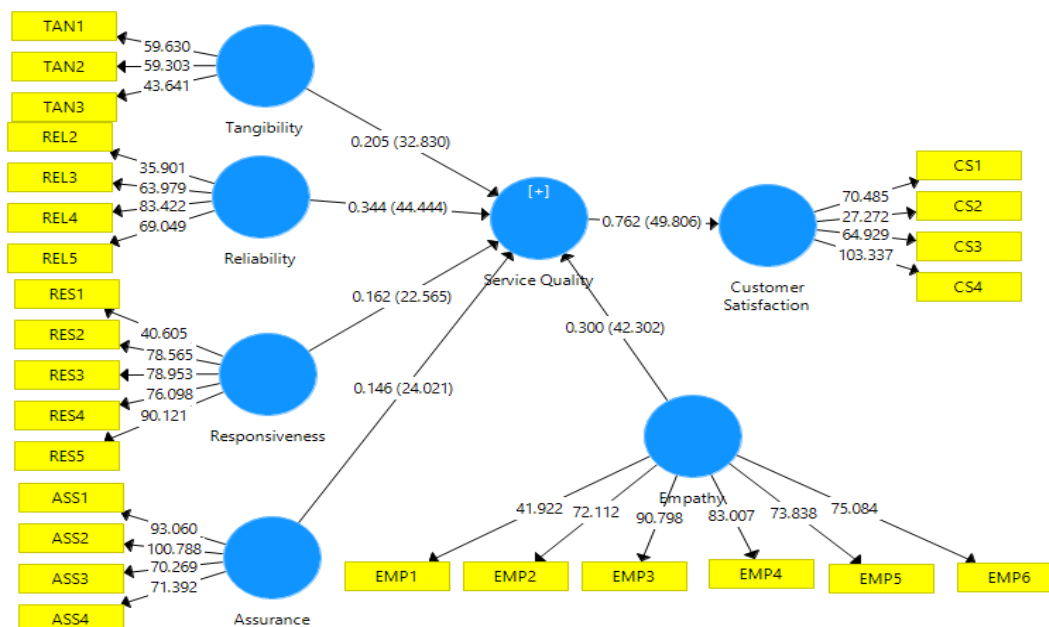 TAN1
TAN2
TAN3
59.630
59.303
43.641
Tangibility
0.205 (32.830)
REL2
REL3
REL4
REL5
35.901
63.979
83.422
69.049
Reliability
0.344 (44.444)
[+]
Service Quality
0.762 (49.806)
Customer
Satisfaction
70.485
27.272
64.929
103.337
CS1
CS2
CS3
CS4
RES1
RES2
RES3
RES4
RES5
40.605
78.565
78.953
76.098
90.121
Responsiveness
0.162 (22.565)
0.146 (24.021)
0.300 (42.302)
ASS1
ASS2
ASS3
ASS4
93.060
100.788
70.269
71.392
Assurance
Empathy
41.922
72.112
90.798
83.007
73.838
75.084
EMP1
EMP2
EMP3
EMP4
EMP5
EMP6